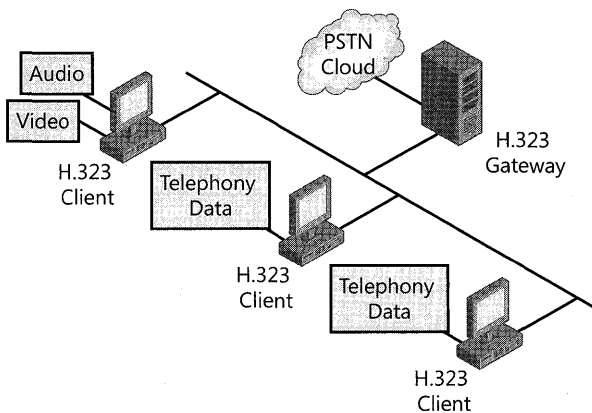 PSTN
Cloud
Audio
Video
H.323
Client
H.323
Gateway
Telephony
Data
H.323
Client
Telephony
Data
H.323
Client